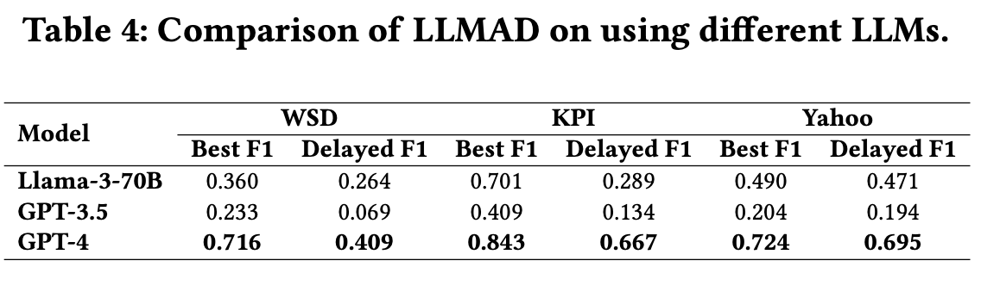 Table 4: Comparison of LLMAD on using different LLMs.
Model WSD KPI Yahoo
Best F1 Delayed F1 Best F1 Delayed F1 Best F1 Delayed F1
Llama-3-70B 0.360 0.264 0.701 0.289 0.490 0.471
GPT-3.5 0.233 0.069 0.409 0.134 0.204 0.194
GPT-4 0.716 0.409 0.843 0.667 0.724 0.695